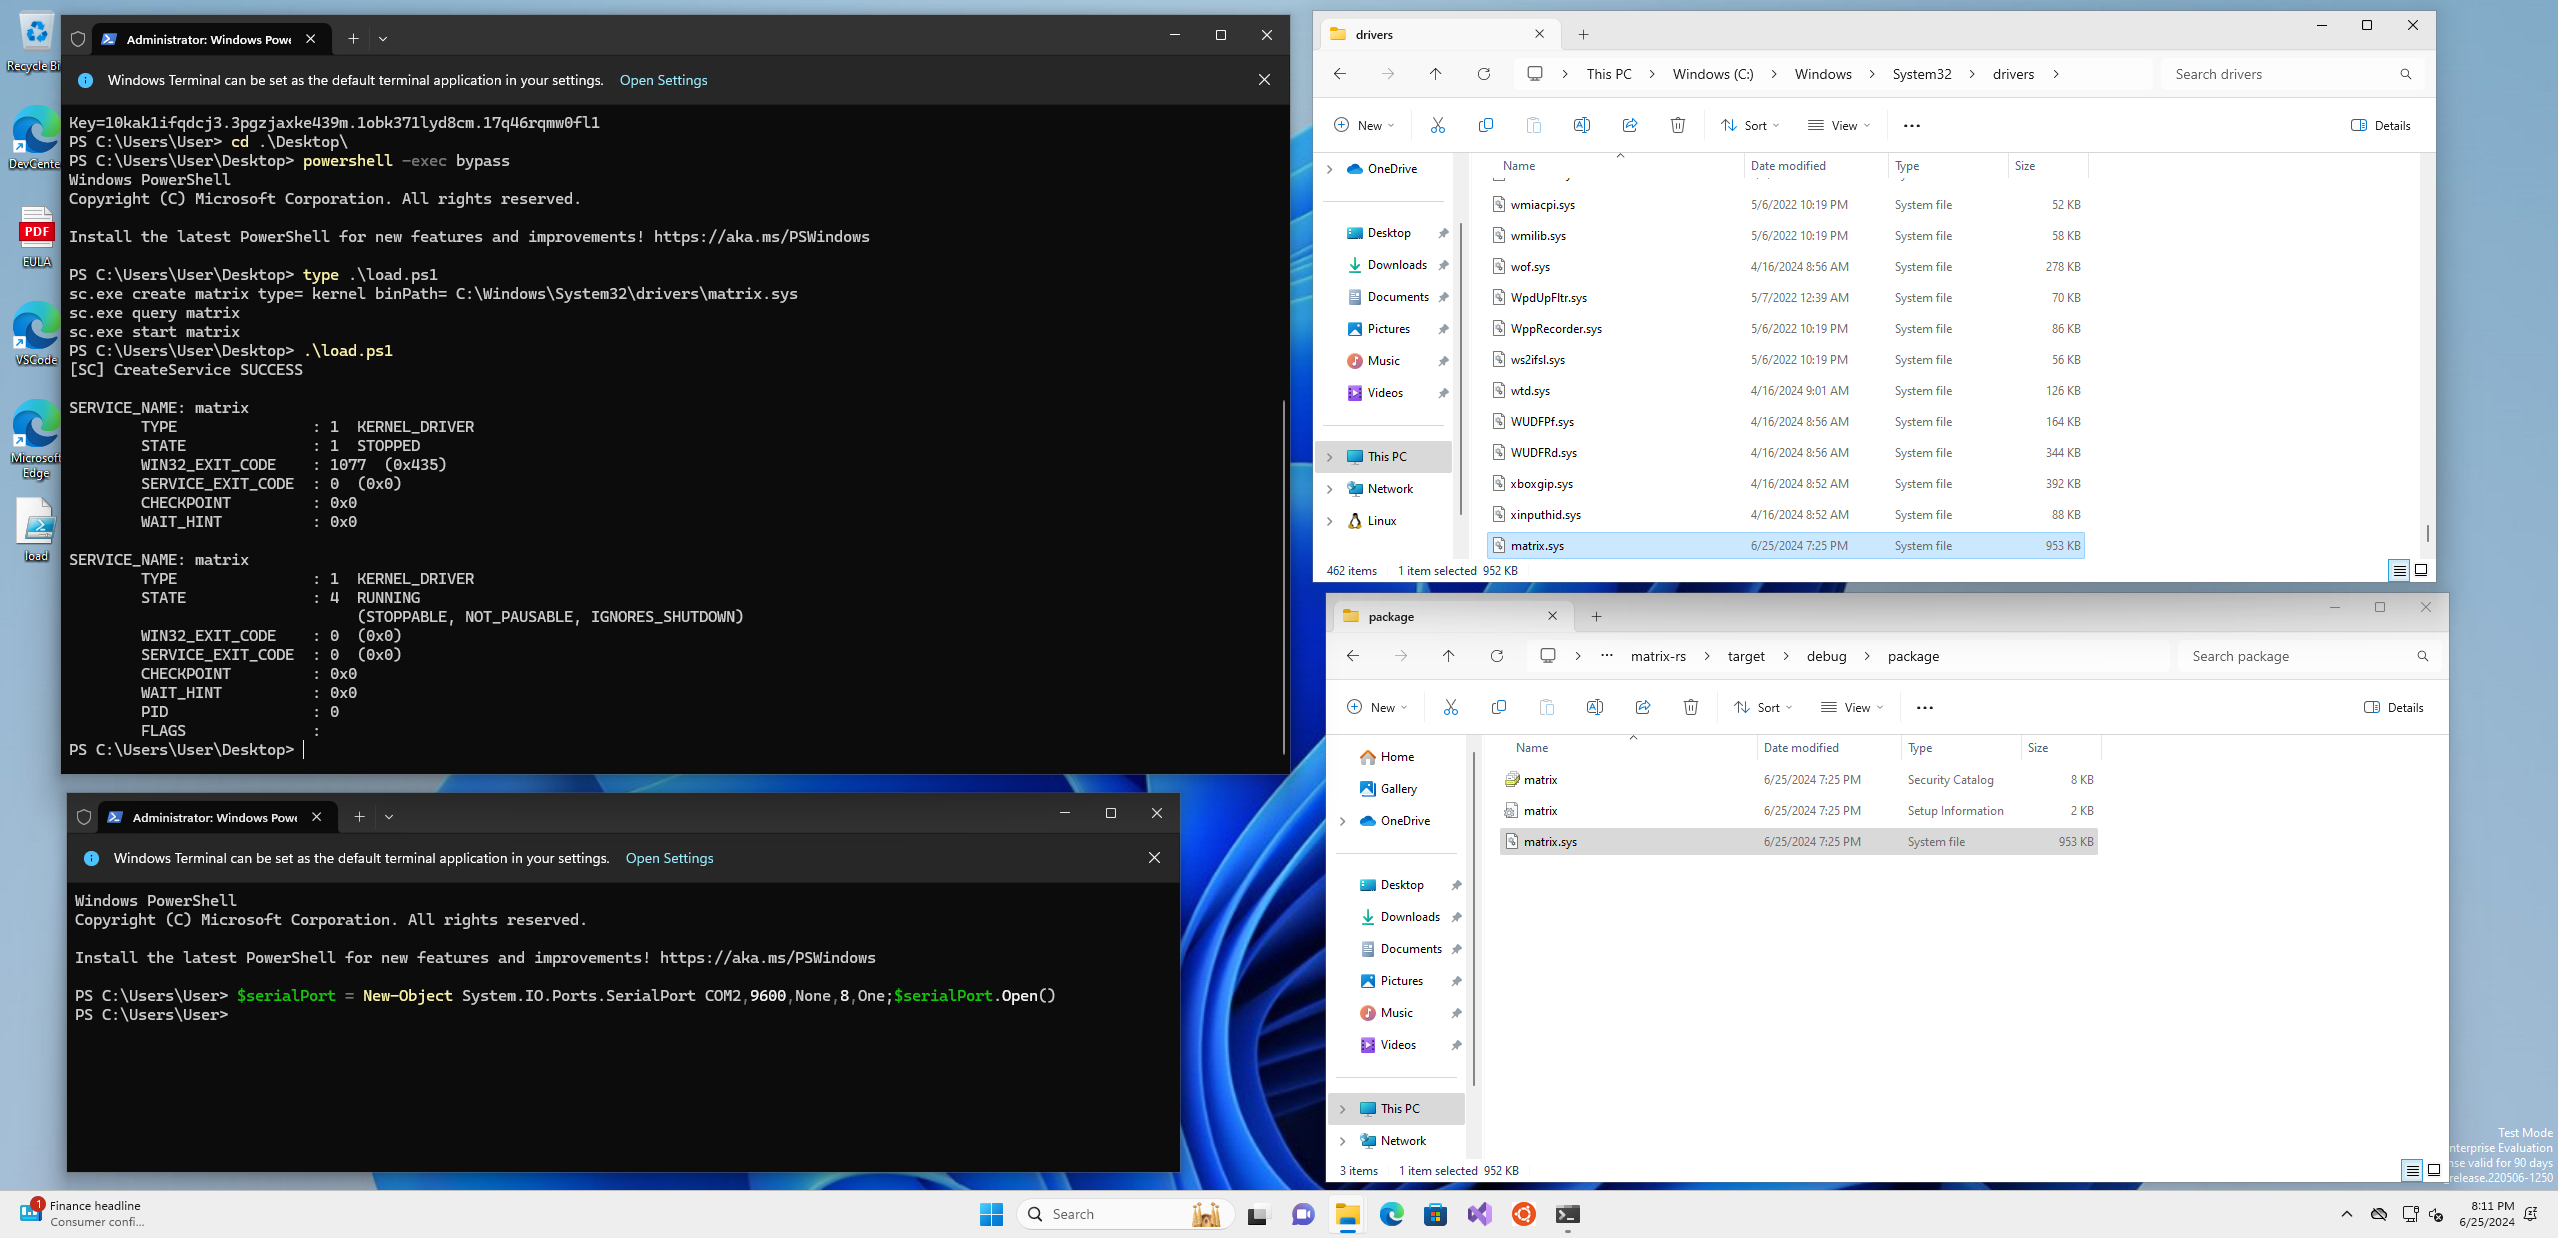 Recycle Bi
DevCente
PDF
EULA
VSCode
Microsoft
Edge
load
Administrator: Windows Powe
Windows Terminal can be set as the default terminal application in your settings. Open Settings
Key=10kak1ifqdcj3.3pgzjaxke439m.1obk371lyd8cm.17q46rqmw0fl1
PS C:\Users\User> cd .\Desktop\
PS C:\Users\User\Desktop> powershell -exec bypass
Windows PowerShell
Copyright (C) Microsoft Corporation. All rights reserved.
Install the latest PowerShell for new features and improvements! https://aka.ms/PSWindows
PS C:\Users\User\Desktop> type .\load.ps1
sc.exe create matrix type= kernel binPath= C:\Windows\System32\drivers\matrix.sys
sc.exe query matrix
sc.exe start matrix
PS C:\Users\User\Desktop> .\load.ps1
[SC] CreateService SUCCESS
SERVICE_NAME: matrix
TYPE : 1 KERNEL_DRIVER
STATE : 1 STOPPED
WIN32_EXIT_CODE : 1077 (0x435)
SERVICE_EXIT_CODE : 0 (0x0)
CHECKPOINT : 0x0
WAIT_HINT : 0x0
SERVICE_NAME: matrix
TYPE : 1 KERNEL_DRIVER
STATE : 4 RUNNING
(STOPPABLE, NOT_PAUSABLE, IGNORES_SHUTDOWN)
WIN32_EXIT_CODE : 0 (0x0)
SERVICE_EXIT_CODE : 0 (0x0)
CHECKPOINT : 0x0
WAIT_HINT : 0x0
PID : 0
FLAGS :
PS C:\Users\User\Desktop>
Administrator: Windows Powe
Windows Terminal can be set as the default terminal application in your settings. Open Settings
Windows PowerShell
Copyright (C) Microsoft Corporation. All rights reserved.
Install the latest PowerShell for new features and improvements! https://aka.ms/PSWindows
PS C:\Users\User> $serialPort = New-Object System.IO.Ports.SerialPort COM2,9600,None,8,One;$serialPort.Open()
PS C:\Users\User>
drivers
This PC > Windows (C:) > Windows > System32 > drivers >
Search drivers
New Sort View ... Details
OneDrive
Desktop
Downloads
Documents
Pictures
Music
Videos
This PC
Network
Linux
Name Date modified Type Size
wmiacpi.sys 5/6/2022 10:19 PM System file 52 KB
wmilib.sys 5/6/2022 10:19 PM System file 58 KB
wof.sys 4/16/2024 8:56 AM System file 278 KB
WpdUpFltr.sys 5/7/2022 12:39 AM System file 70 KB
WppRecorder.sys 5/6/2022 10:19 PM System file 86 KB
ws2ifsl.sys 5/6/2022 10:19 PM System file 56 KB
wtd.sys 4/16/2024 9:01 AM System file 126 KB
WUDFPf.sys 4/16/2024 8:56 AM System file 164 KB
WUDFRd.sys 4/16/2024 8:56 AM System file 344 KB
xboxgip.sys 4/16/2024 8:52 AM System file 392 KB
xinputhid.sys 4/16/2024 8:52 AM System file 88 KB
matrix.sys 6/25/2024 7:25 PM System file 953 KB
462 items 1 item selected 952 KB
package
... matrix-rs > target > debug > package
Search package
New Sort View ... Details
Home
Gallery
OneDrive
Desktop
Downloads
Documents
Pictures
Music
Videos
This PC
Network
Name Date modified Type Size
matrix 6/25/2024 7:25 PM Security Catalog 8 KB
matrix 6/25/2024 7:25 PM Setup Information 2 KB
matrix.sys 6/25/2024 7:25 PM System file 953 KB
3 items 1 item selected 952 KB
Test Mode
nterprise Evaluation
nse valid for 90 days
_release.220506-1250
1
Finance headline
Consumer confi...
Search
8:11 PM
6/25/2024